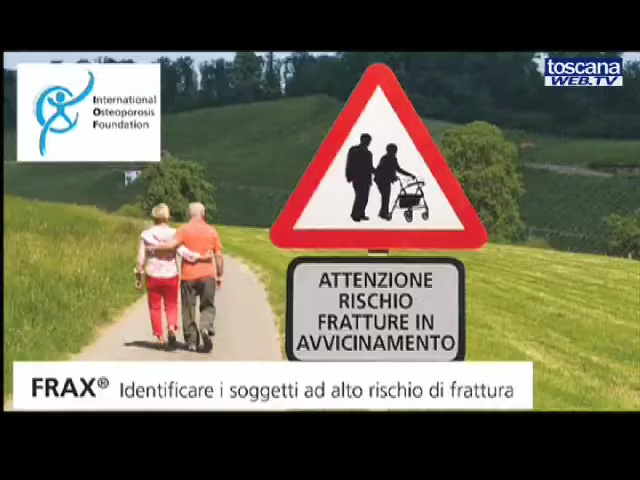 International
Osteoporosis
Foundation
toscana
WEB.TV
ATTENZIONE
RISCHIO
FRATTURE IN
AVVICINAMENTO
FRAX® Identificare i soggetti ad alto rischio di frattura